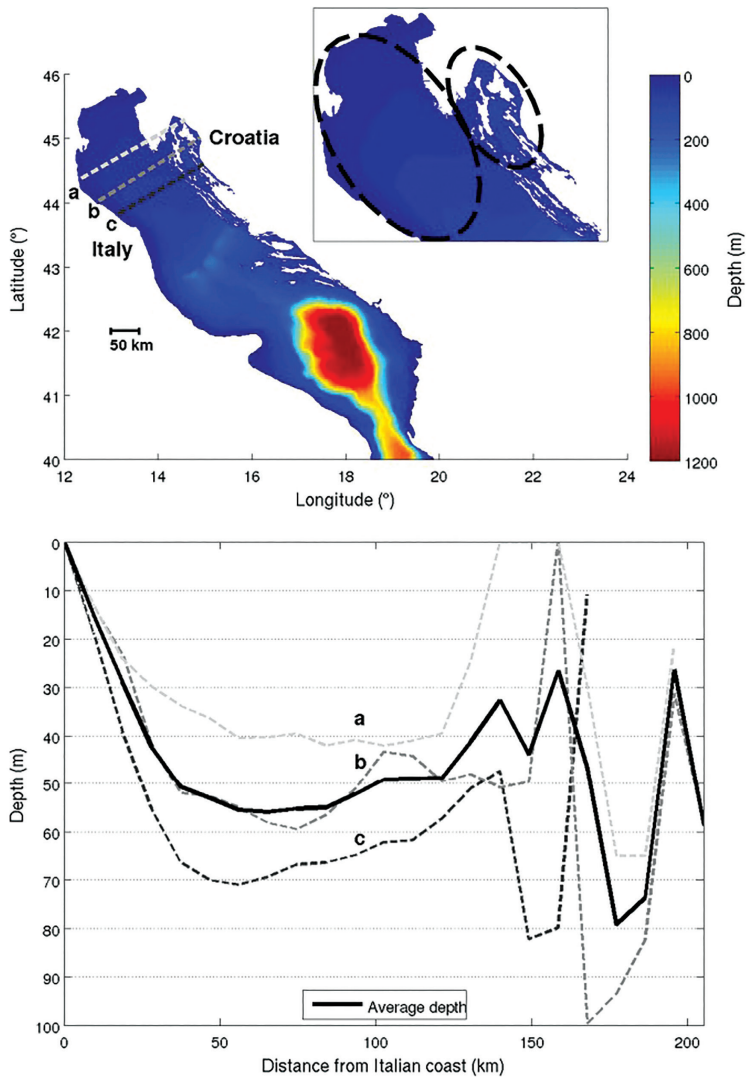 46
45
44
43
42
41
40
Latitude (°)
a
b
c
Italy
Croatia
50 km
12
14
16
18
20
22
24
Longitude (°)
0
200
400
600
800
1000
1200
Depth (m)
0
10
20
30
40
50
60
70
80
90
100
Depth (m)
a
b
c
Average depth
0
50
100
150
200
Distance from Italian coast (km)